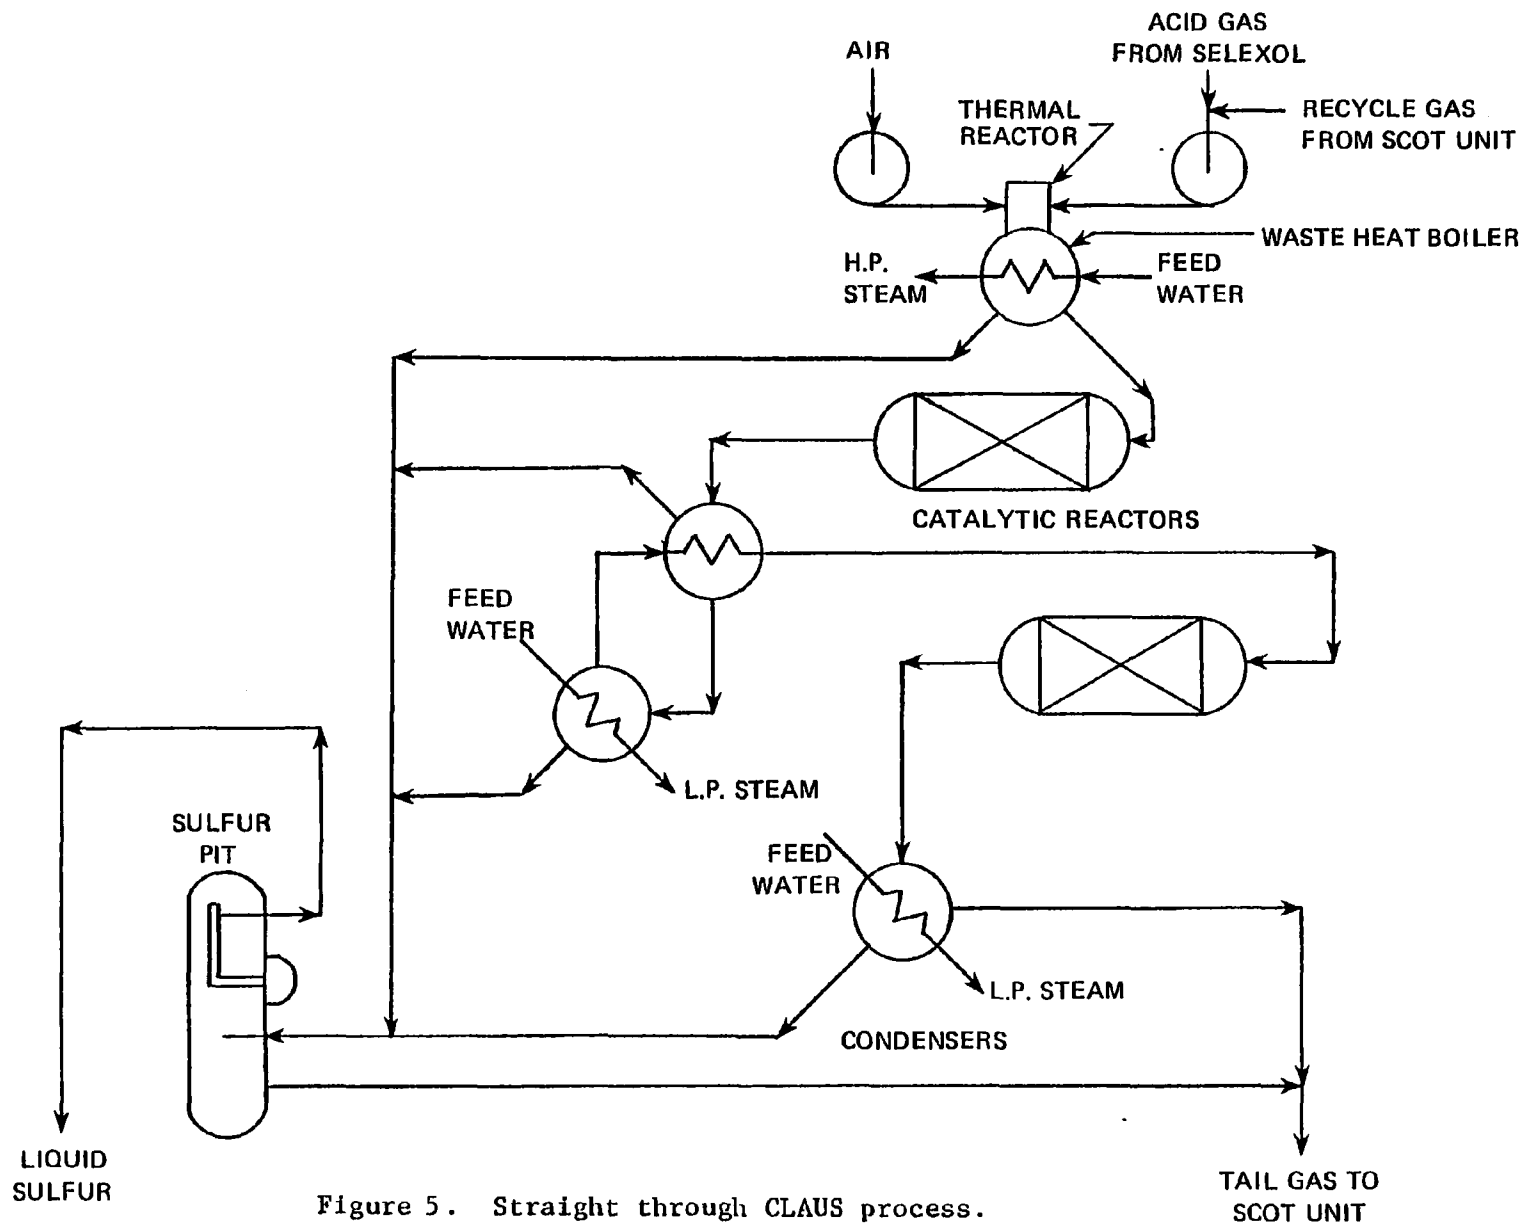 ACID GAS
FROM SELEXOL
AIR
THERMAL
REACTOR
RECYCLE GAS
FROM SCOT UNIT
WASTE HEAT BOILER
H.P.
STEAM
FEED
WATER
CATALYTIC REACTORS
FEED
WATER
L.P. STEAM
SULFUR
PIT
FEED
WATER
L.P. STEAM
CONDENSERS
LIQUID
SULFUR
TAIL GAS TO
SCOT UNIT
Figure 5. Straight through CLAUS process.